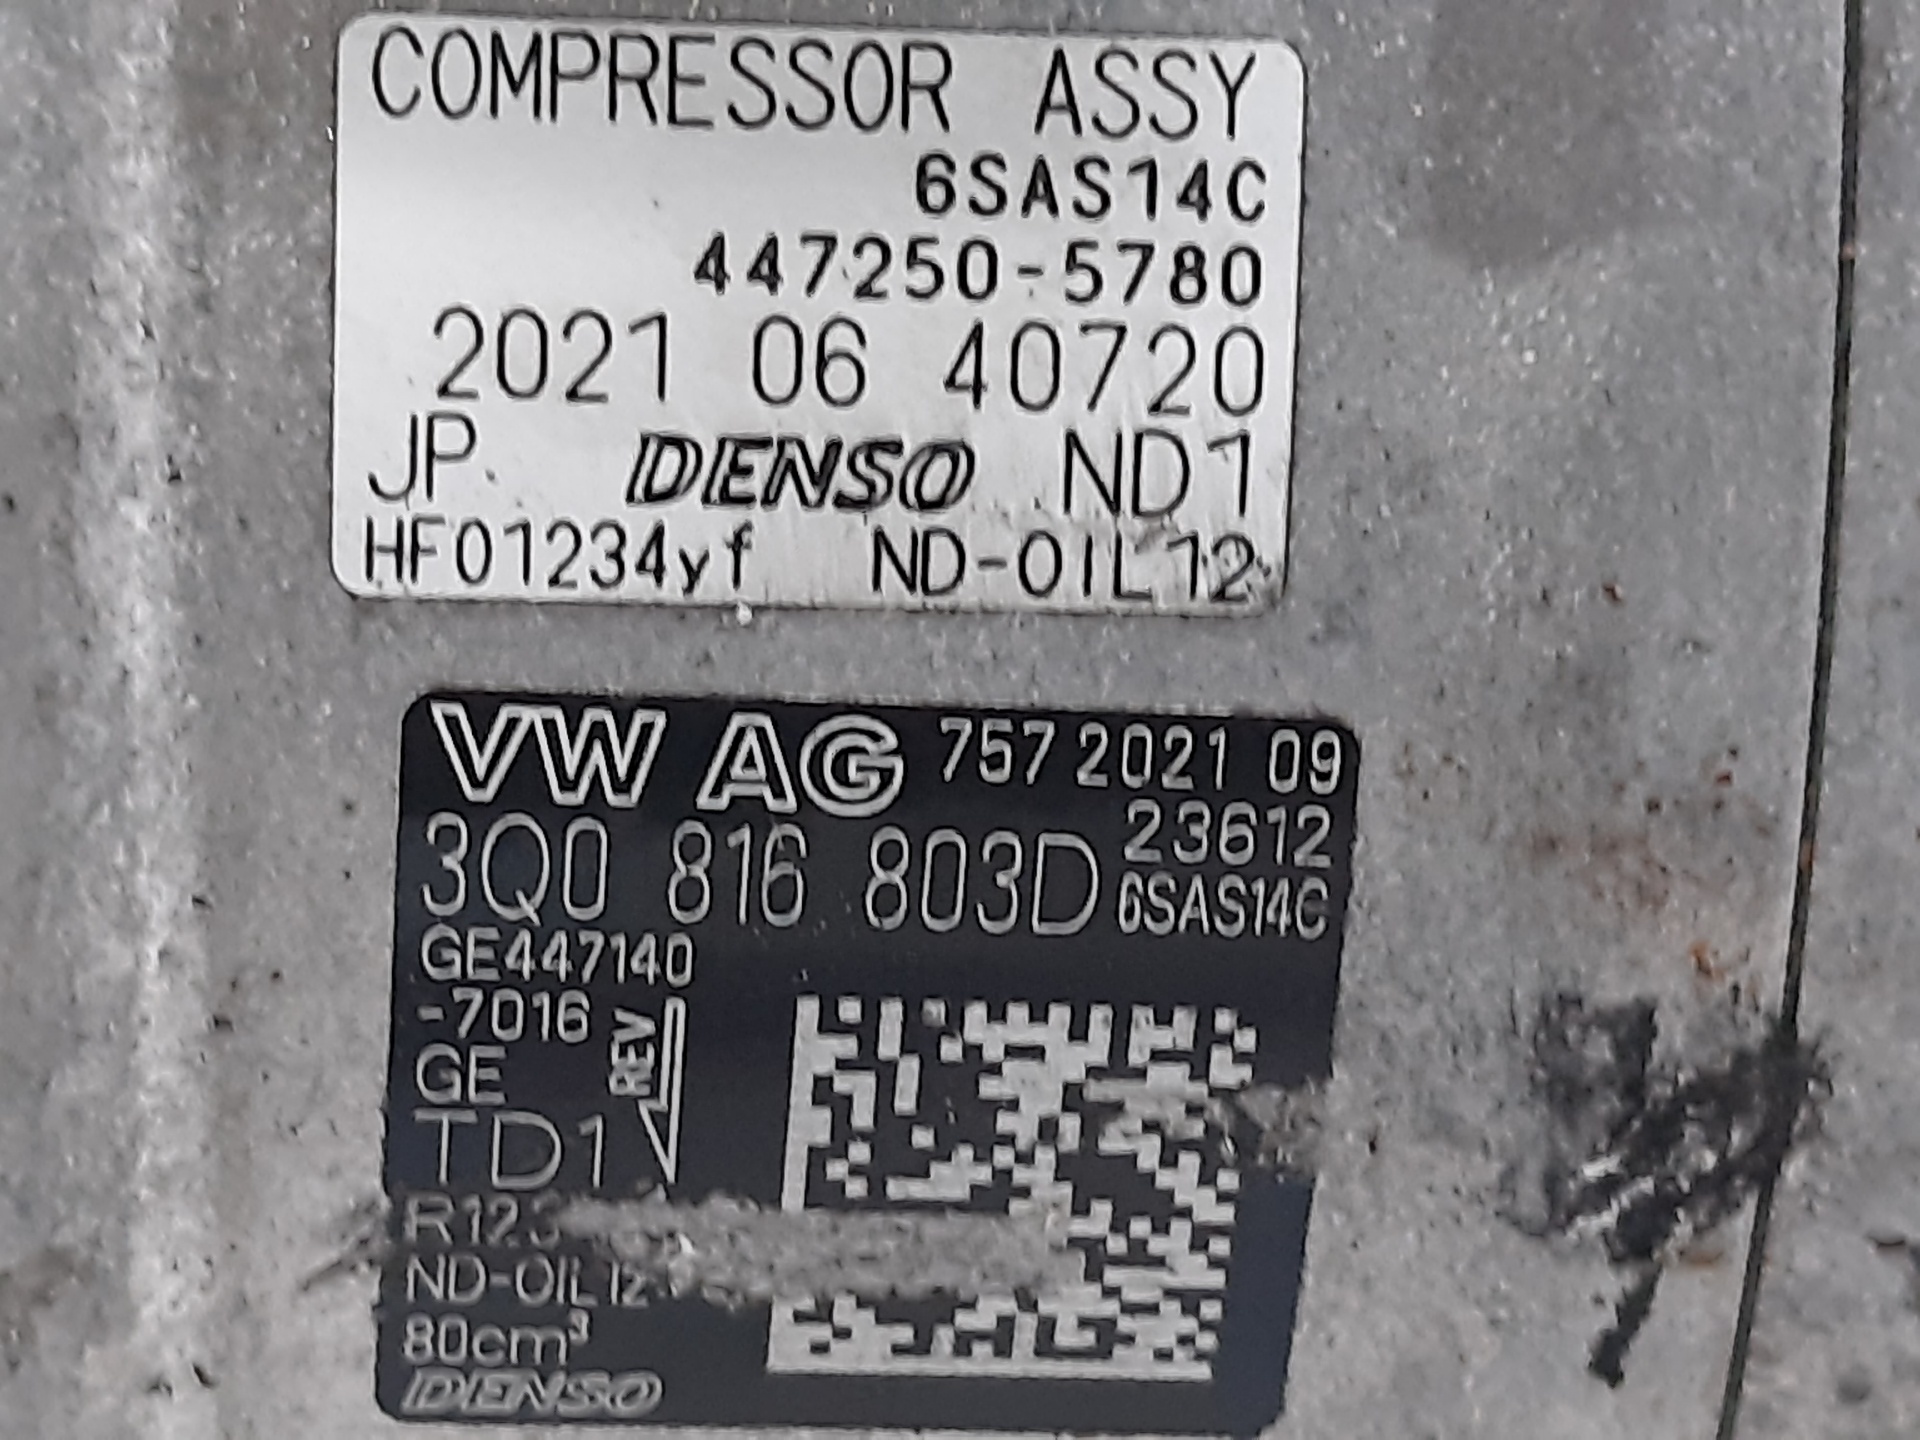 COMPRESSOR ASSY
6SAS14C
447250-5780
2021 06 40720
JP DENSO ND1
HF01234yf ND-OIL12
VW AG 757 2021 09
23612
3Q0 816 803D 6SAS14C
GE447140
-7016
REV
GE
TD1
ND-OIL12
80cm³
DENSO